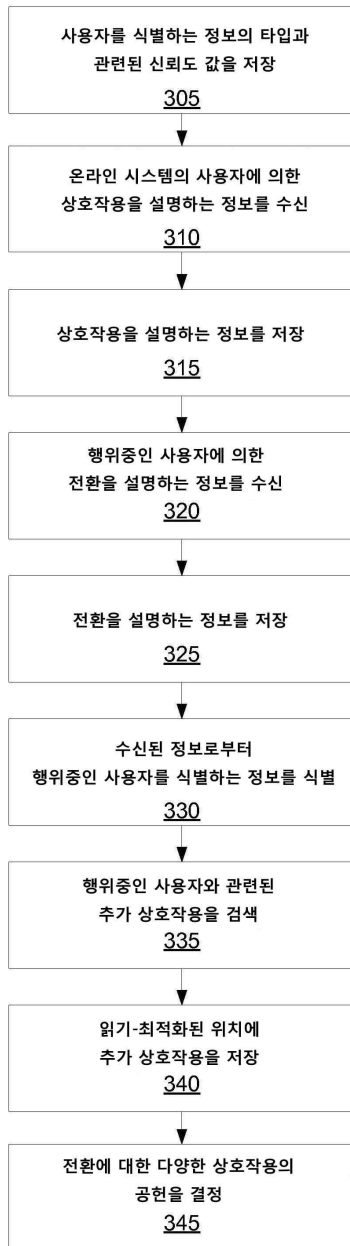 사용자를 식별하는 정보의 타입과
관련된 신뢰도 값을 저장
305
온라인 시스템의 사용자에 의한
상호작용을 설명하는 정보를 수신
310
상호작용을 설명하는 정보를 저장
315
행위중인 사용자에 의한
전환을 설명하는 정보를 수신
320
전환을 설명하는 정보를 저장
325
수신된 정보로부터
행위중인 사용자를 식별하는 정보를 식별
330
행위중인 사용자와 관련된
추가 상호작용을 검색
335
읽기-최적화된 위치에
추가 상호작용을 저장
340
전환에 대한 다양한 상호작용의
공헌을 결정
345